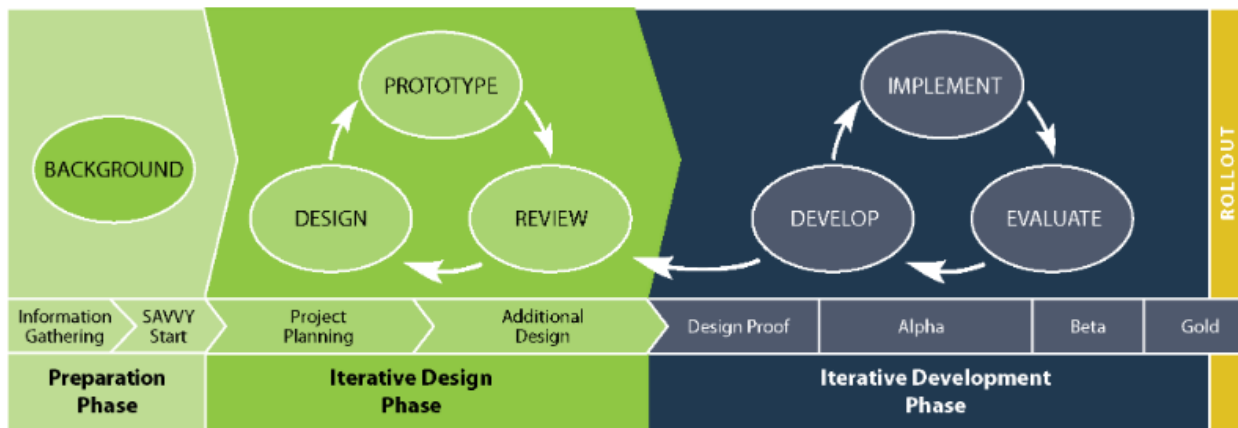 PROTOTYPE
IMPLEMENT
BACKGROUND
DESIGN
REVIEW
DEVELOP
EVALUATE
ROLLOUT
Information
Gathering
SAVVY
Start
Project
Planning
Additional
Design
Design Proof
Alpha
Beta
Gold
Preparation
Phase
Iterative Design
Phase
Iterative Development
Phase